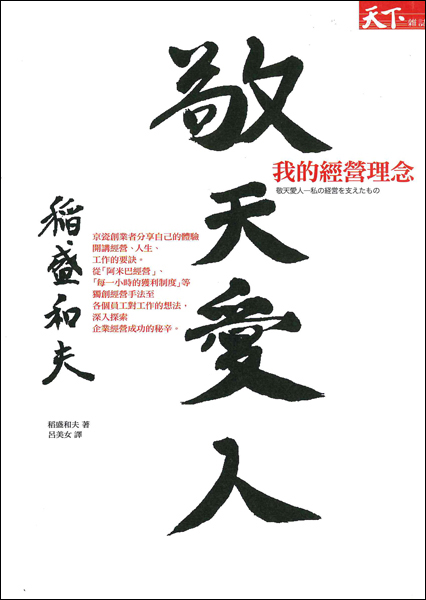 天下雜誌
敬天愛人
我的經營理念
敬天愛人─私の経営を支えたもの
稻盛和夫
京瓷創業者分享自己的體驗
開講經營、人生、
工作的要訣。
從「阿米巴經營」、
「每一小時的獲利制度」等
獨創經營手法至
各個員工對工作的想法,
深入探索
企業經營成功的秘辛。
稻盛和夫 著
呂美女 譯